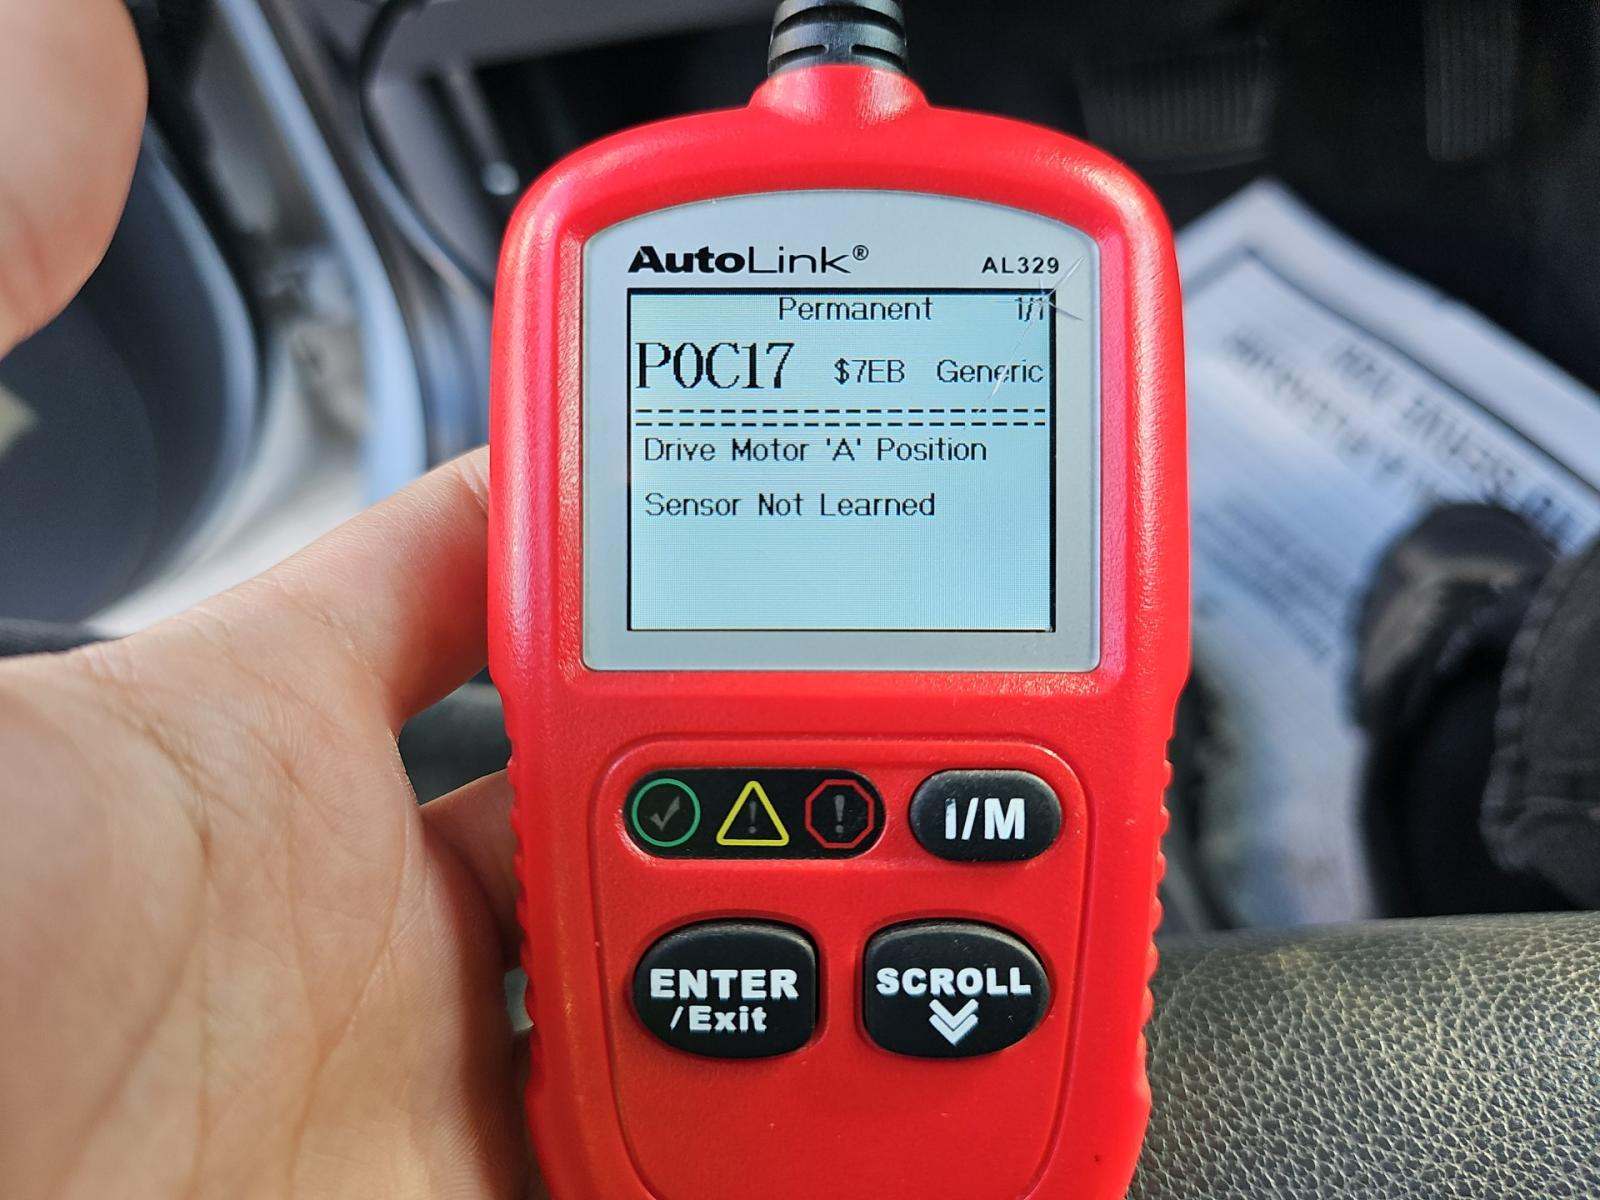 AutoLink®
AL329
Permanent 1/1
P0C17 $7EB Generic
Drive Motor 'A' Position
Sensor Not Learned
I/M
ENTER
/Exit
SCROLL